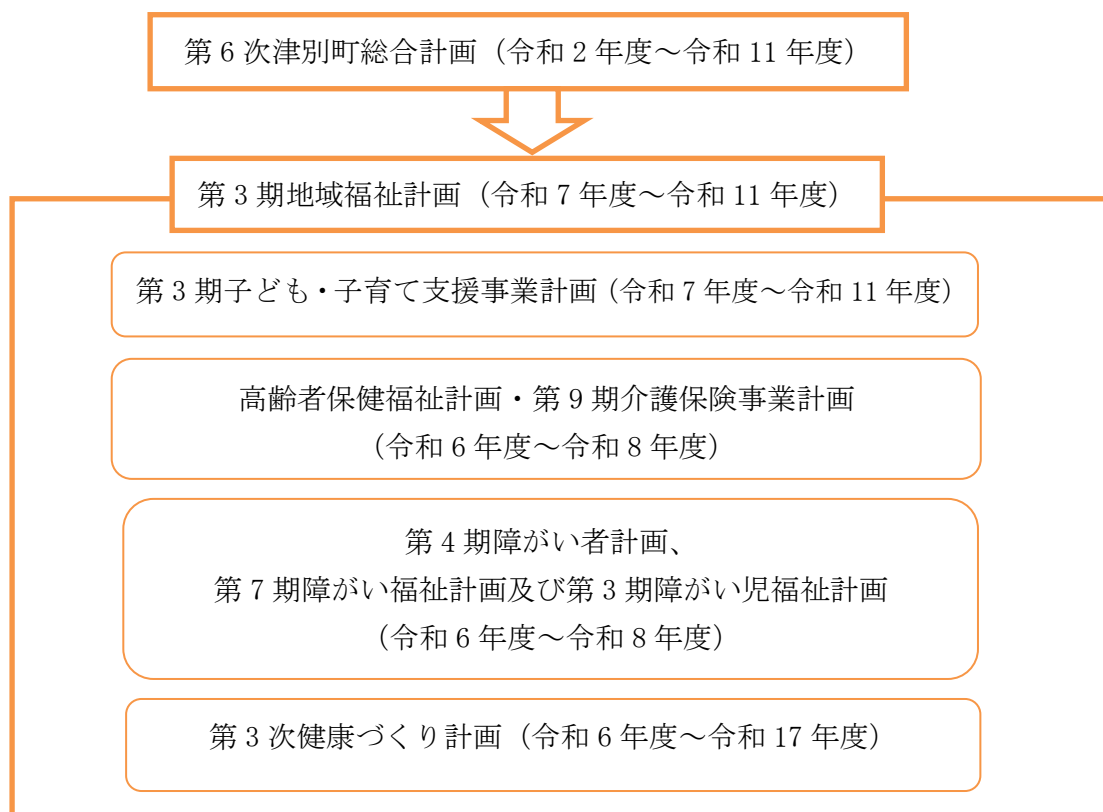 第6次津別町総合計画（令和2年度～令和11年度）
第3期地域福祉計画（令和7年度～令和11年度）
第3期子ども・子育て支援事業計画（令和7年度～令和11年度）
高齢者保健福祉計画・第9期介護保険事業計画
（令和6年度～令和8年度）
第4期障がい者計画、
第7期障がい福祉計画及び第3期障がい児福祉計画
（令和6年度～令和8年度）
第3次健康づくり計画（令和6年度～令和17年度）